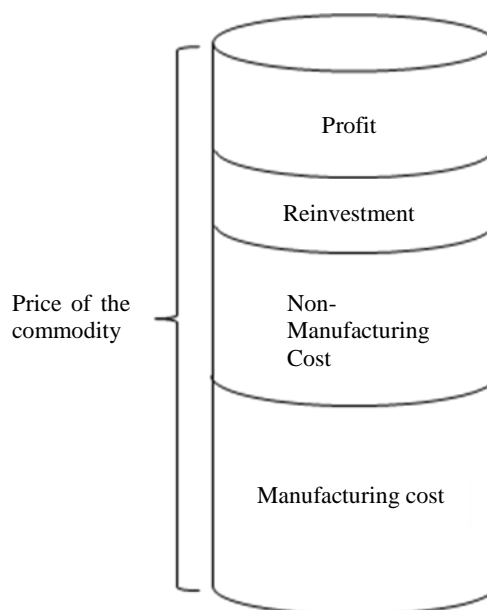 Profit
Reinvestment
Price of the
commodity
Non-
Manufacturing
Cost
Manufacturing cost